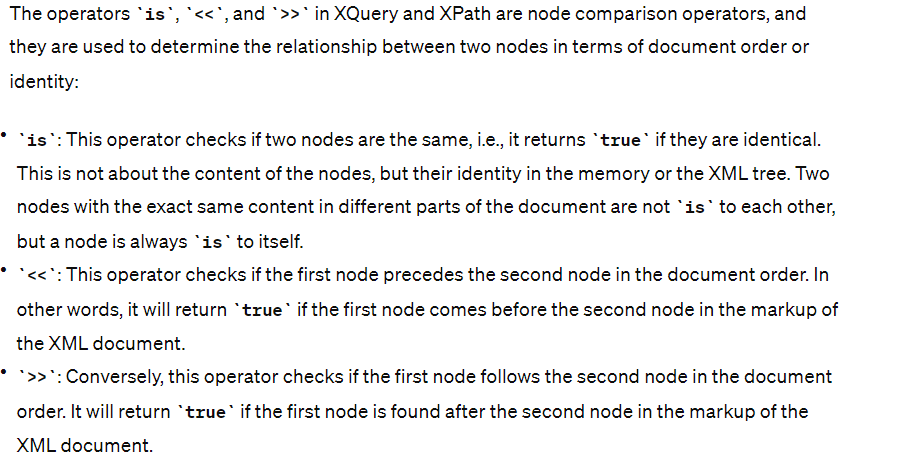 The operators `is`, `<<`, and `>>` in XQuery and XPath are node comparison operators, and
they are used to determine the relationship between two nodes in terms of document order or
identity:
• `is`: This operator checks if two nodes are the same, i.e., it returns `true` if they are identical.
This is not about the content of the nodes, but their identity in the memory or the XML tree. Two
nodes with the exact same content in different parts of the document are not `is` to each other,
but a node is always `is` to itself.
• `<<`: This operator checks if the first node precedes the second node in the document order. In
other words, it will return `true` if the first node comes before the second node in the markup of
the XML document.
• `>>`: Conversely, this operator checks if the first node follows the second node in the document
order. It will return `true` if the first node is found after the second node in the markup of the
XML document.